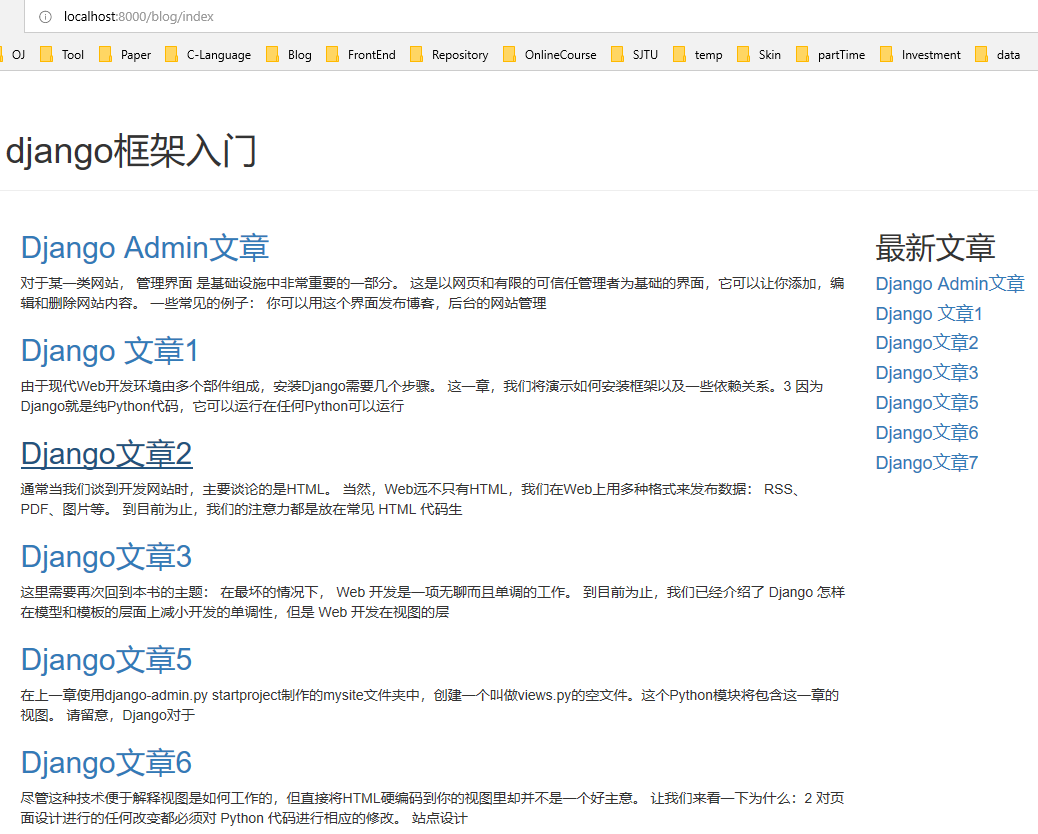 localhost:8000/blog/index
OJ Tool Paper C-Language Blog FrontEnd Repository OnlineCourse SJTU temp Skin partTime Investment data
django框架入门
Django Admin文章
对于某一类网站， 管理界面 是基础设施中非常重要的一部分。 这是以网页和有限的可信任管理者为基础的界面，它可以让你添加，编
辑和删除网站内容。 一些常见的例子： 你可以用这个界面发布博客，后台的网站管理
Django 文章1
由于现代Web开发环境由多个部件组成，安装Django需要几个步骤。 这一章，我们将演示如何安装框架以及一些依赖关系。3 因为
Django就是纯Python代码，它可以运行在任何Python可以运行
Django文章2
通常当我们谈到开发网站时，主要谈论的是HTML。 当然，Web远不只有HTML，我们在Web上用多种格式来发布数据： RSS、
PDF、图片等。 到目前为止，我们的注意力都是放在常见 HTML 代码生
Django文章3
这里需要再次回到本书的主题： 在最坏的情况下， Web 开发是一项无聊而且单调的工作。 到目前为止，我们已经介绍了 Django 怎样
在模型和模板的层面上减小开发的单调性，但是 Web 开发在视图的层
Django文章5
在上一章使用django-admin.py startproject制作的mysite文件夹中，创建一个叫做views.py的空文件。这个Python模块将包含这一章的
视图。 请留意，Django对于
Django文章6
尽管这种技术便于解释视图是如何工作的，但直接将HTML硬编码到你的视图里却并不是一个好主意。 让我们来看一下为什么：2 对页
面设计进行的任何改变都必须对 Python 代码进行相应的修改。 站点设计
最新文章
Django Admin文章
Django 文章1
Django文章2
Django文章3
Django文章5
Django文章6
Django文章7